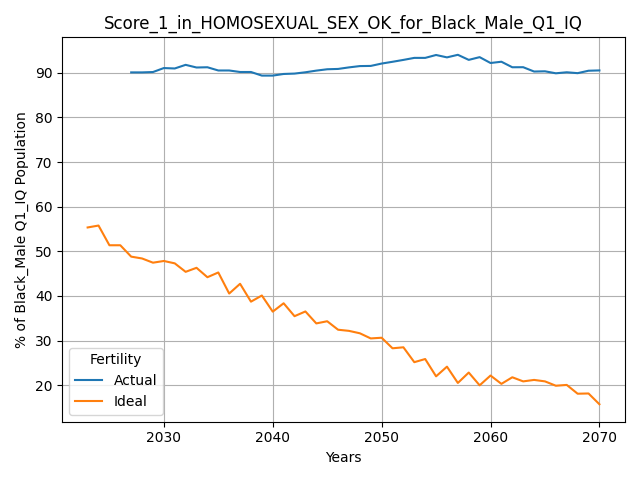 Score_1_in_HOMOSEXUAL_SEX_OK_for_Black_Male_Q1_IQ
% of Black_Male Q1_IQ Population
90
80
70
60
50
40
30
20
Fertility
Actual
Ideal
2030
2040
2050
2060
2070
Years